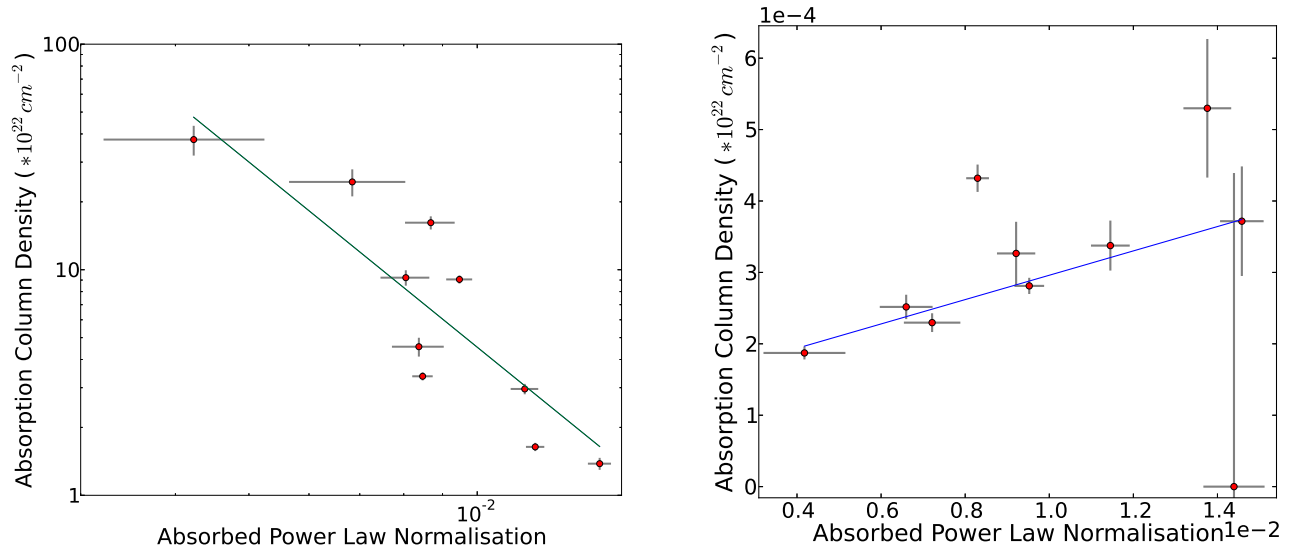 100
10
1
10^-2
Absorption Column Density ( *10^22 cm^-2 )
Absorbed Power Law Normalisation
1e−4
6
5
4
3
2
1
0
0.4 0.6 0.8 1.0 1.2 1.4
1e−2
Absorption Column Density ( *10^22 cm^-2 )
Absorbed Power Law Normalisation